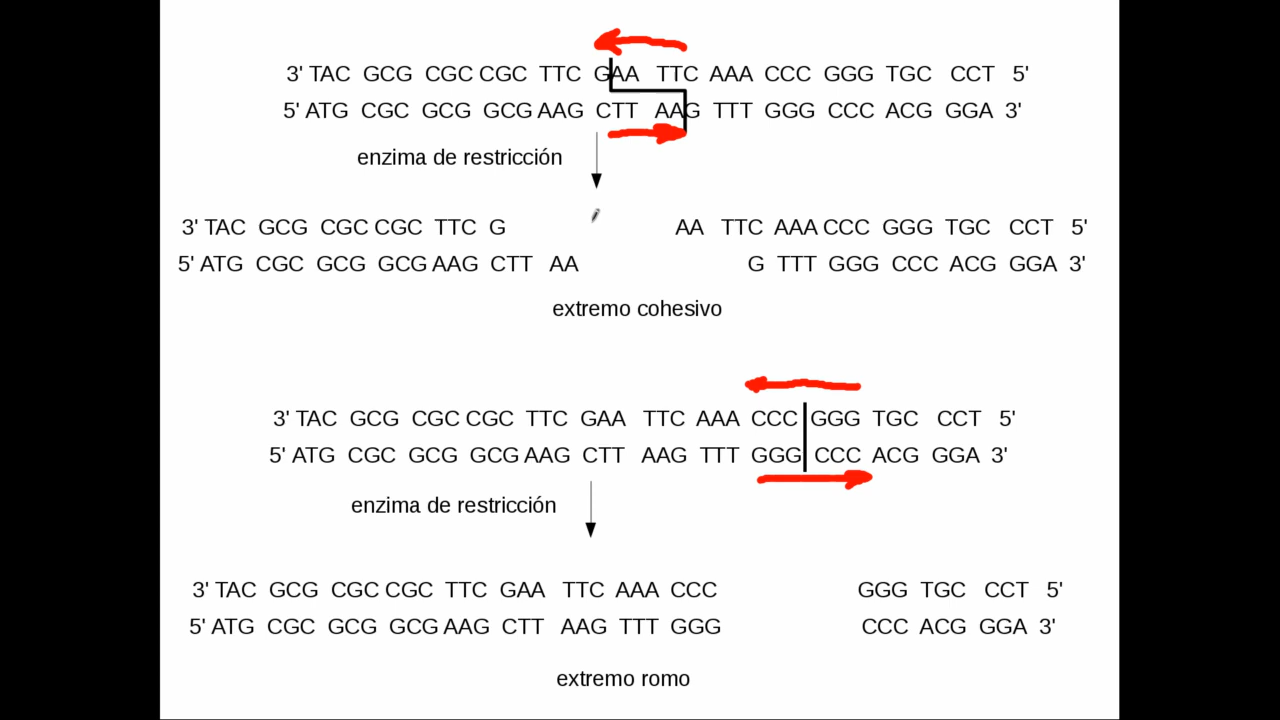 3' TAC GCG CGC CGC TTC GAA TTC AAA CCC GGG TGC CCT 5'
5' ATG CGC GCG GCG AAG CTT AAG TTT GGG CCC ACG GGA 3'
enzima de restricción
3' TAC GCG CGC CGC TTC G AA TTC AAA CCC GGG TGC CCT 5'
5' ATG CGC GCG GCG AAG CTT AA G TTT GGG CCC ACG GGA 3'
extremo cohesivo
3' TAC GCG CGC CGC TTC GAA TTC AAA CCC GGG TGC CCT 5'
5' ATG CGC GCG GCG AAG CTT AAG TTT GGG CCC ACG GGA 3'
enzima de restricción
3' TAC GCG CGC CGC TTC GAA TTC AAA CCC GGG TGC CCT 5'
5' ATG CGC GCG GCG AAG CTT AAG TTT GGG CCC ACG GGA 3'
extremo romo